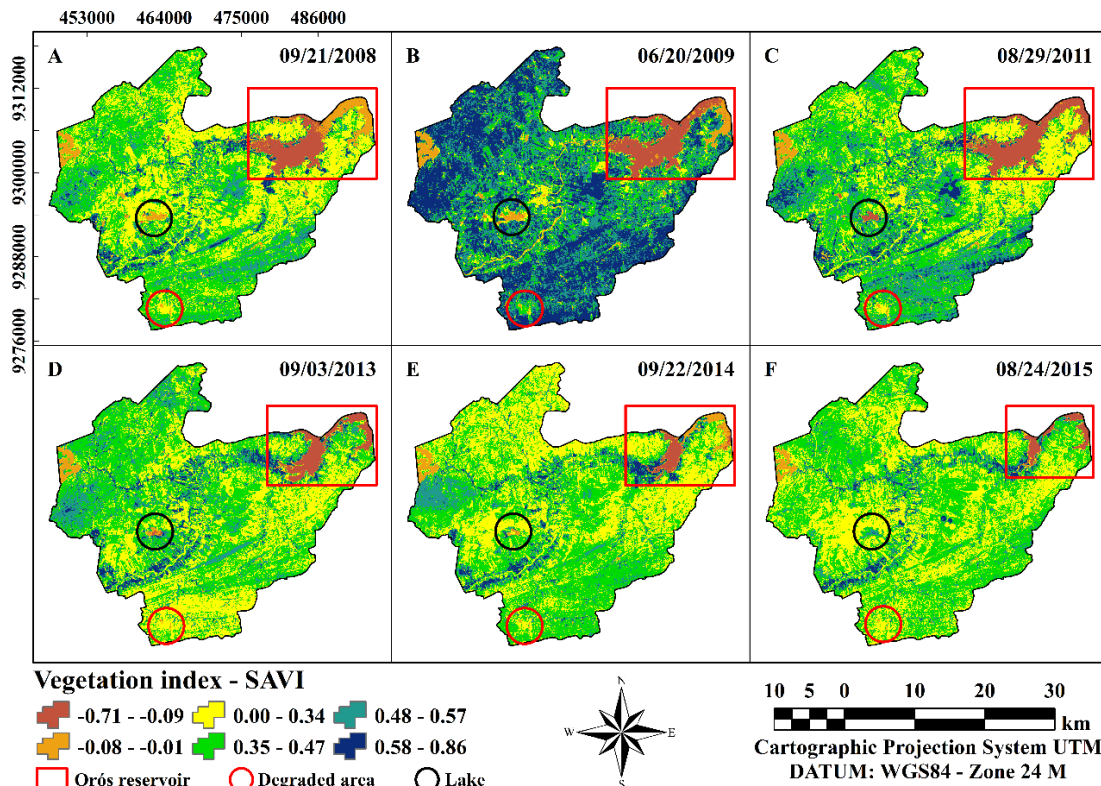 453000 464000 475000 486000
A 09/21/2008
B 06/20/2009
C 08/29/2011
9312000
9300000
9288000
9276000
D 09/03/2013
E 09/22/2014
F 08/24/2015
Vegetation index - SAVI
-0.71 - -0.09 0.00 - 0.34 0.48 - 0.57
-0.08 - -0.01 0.35 - 0.47 0.58 - 0.86
Orós reservoir Degraded area Lake
N
W E
S
10 5 0 10 20 30
km
Cartographic Projection System UTM
DATUM: WGS84 - Zone 24 M